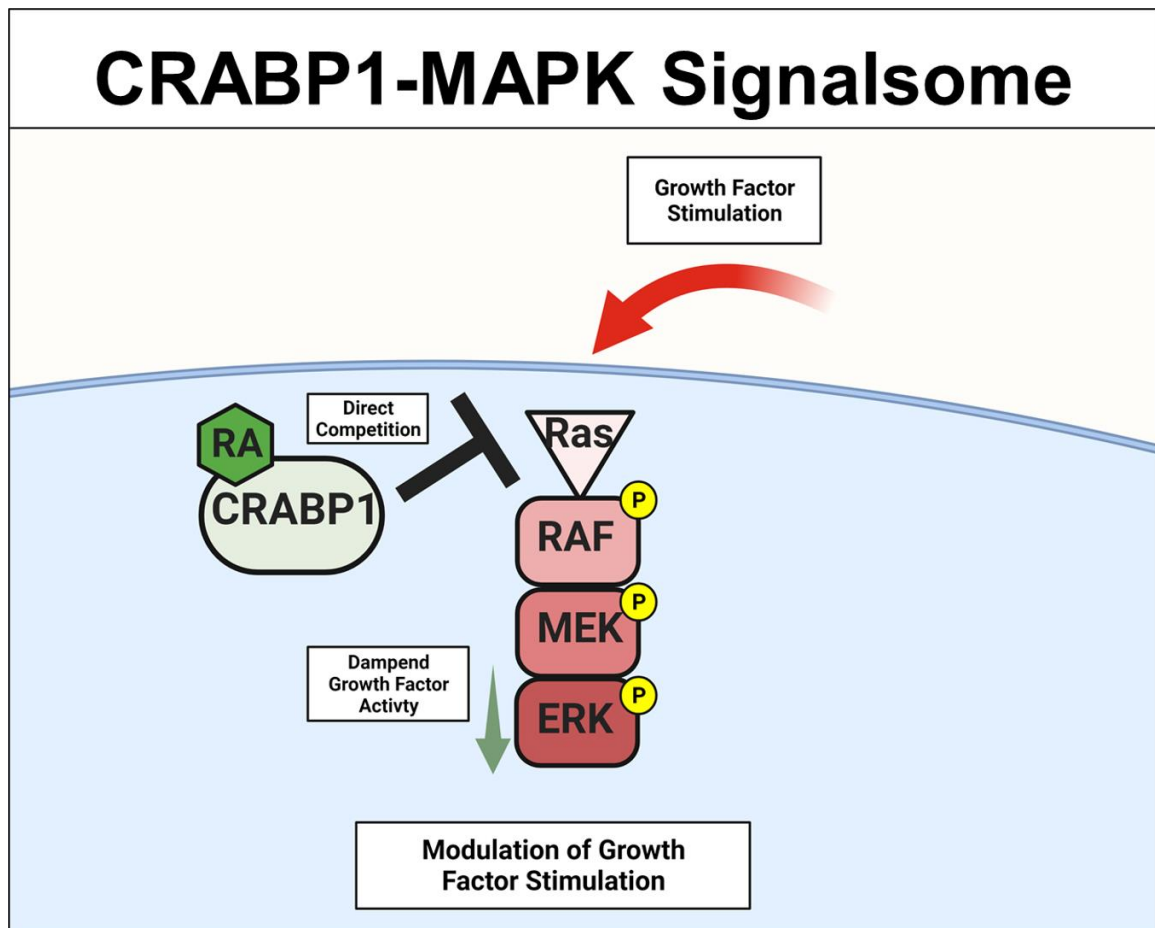 CRABP1-MAPK Signalsome
Growth Factor
Stimulation
Direct
Competition
RA
CRABP1
Ras
RAF
P
MEK
P
ERK
P
Dampend
Growth Factor
Activty
Modulation of Growth
Factor Stimulation